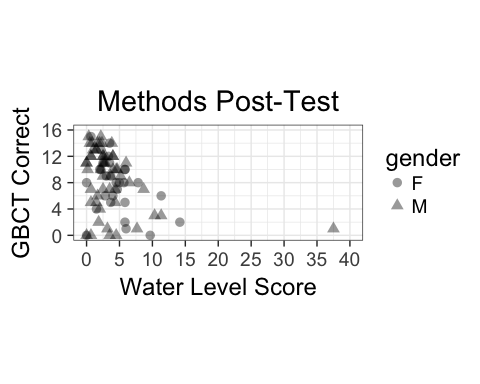 Methods Post-Test
GBCT Correct
16
12
8
4
0
0 5 10 15 20 25 30 35 40
Water Level Score
gender
F
M